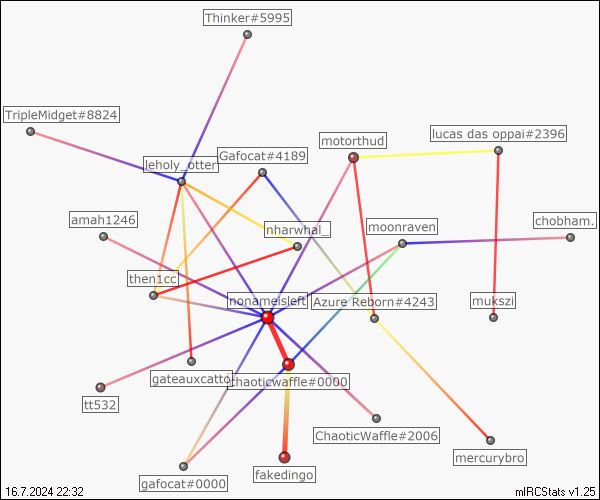 Thinker#5995
TripleMidget#8824
motorthud
lucas das oppai#2396
leholy_otter
Gafocat#4189
amah1246
nharwhal_
moonraven
chobham.
then1cc
nonameisleft
Azure Reborn#4243
mukszi
gateauxcatto
chaoticwaffle#0000
tt532
ChaoticWaffle#2006
mercurybro
gafocat#0000
fakedingo
16.7.2024 22:32
mIRCStats v1.25